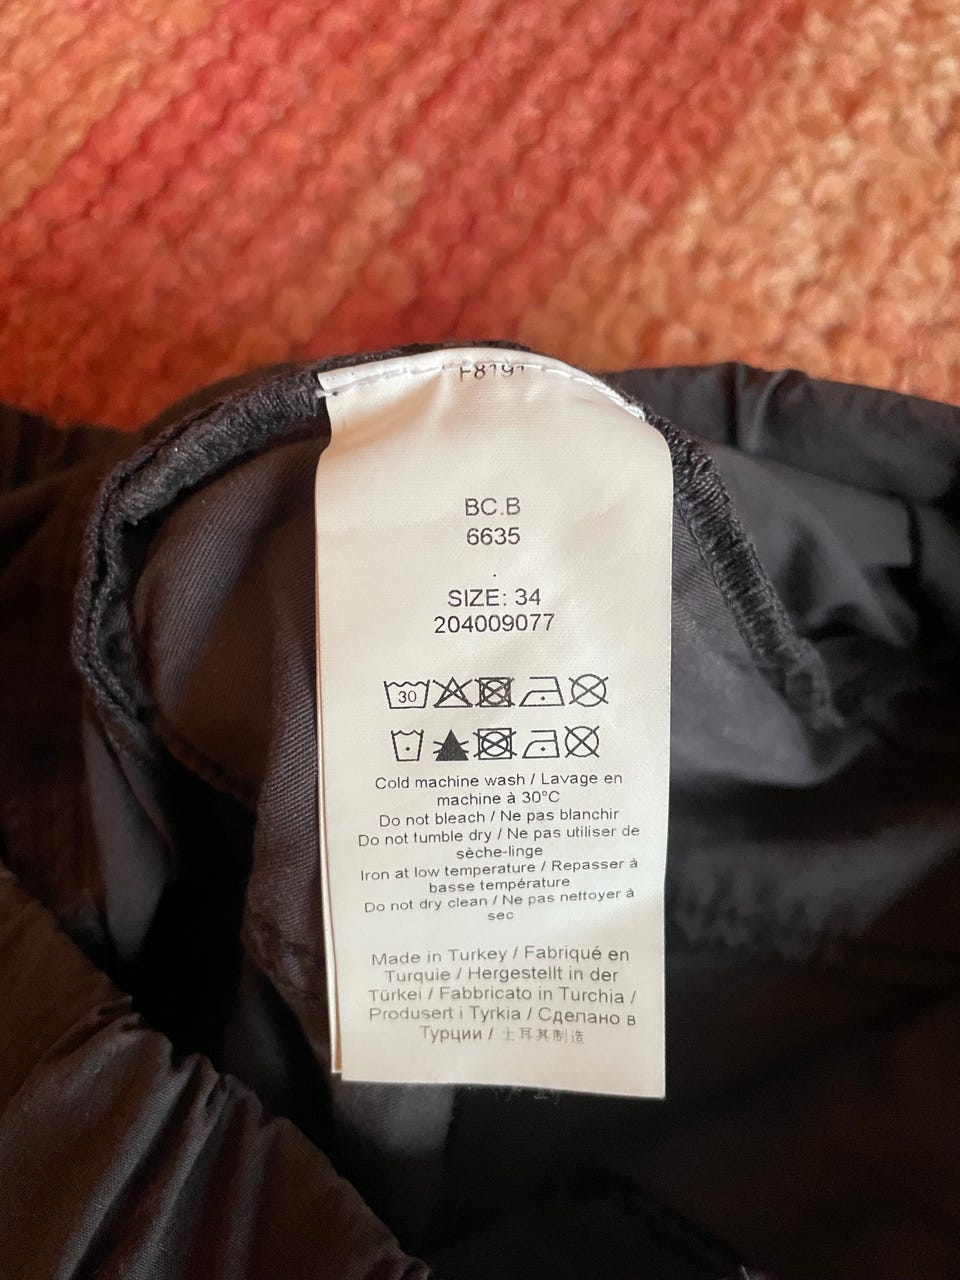 BC.B
6635
SIZE: 34
204009077
30
Cold machine wash / Lavage en
machine à 30°C
Do not bleach / Ne pas blanchir
Do not tumble dry / Ne pas utiliser de
sèche-linge
Iron at low temperature / Repasser à
basse température
Do not dry clean / Ne pas nettoyer à
sec
Made in Turkey / Fabriqué en
Turquie / Hergestellt in der
Türkei / Fabbricato in Turchia /
Produsert i Tyrkia / Сделано в
Турции / 土耳其制造